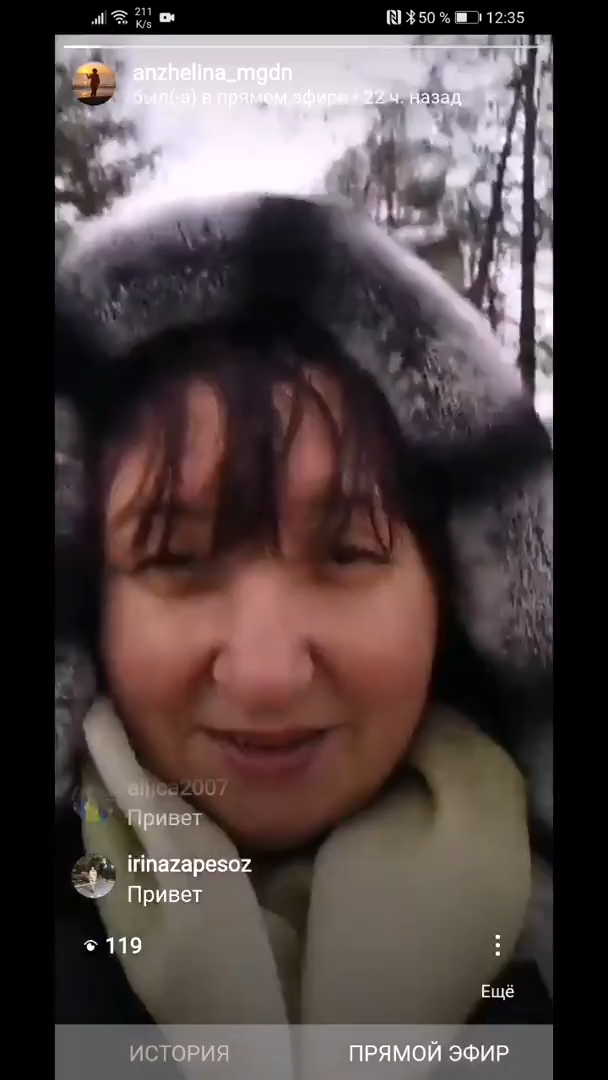 211
K/s
50 %
12:35
anzhelina_mgdn
был(-а) в прямом эфире • 22 ч. назад
Привет
irinazapesoz
Привет
119
Ещё
ИСТОРИЯ
ПРЯМОЙ ЭФИР